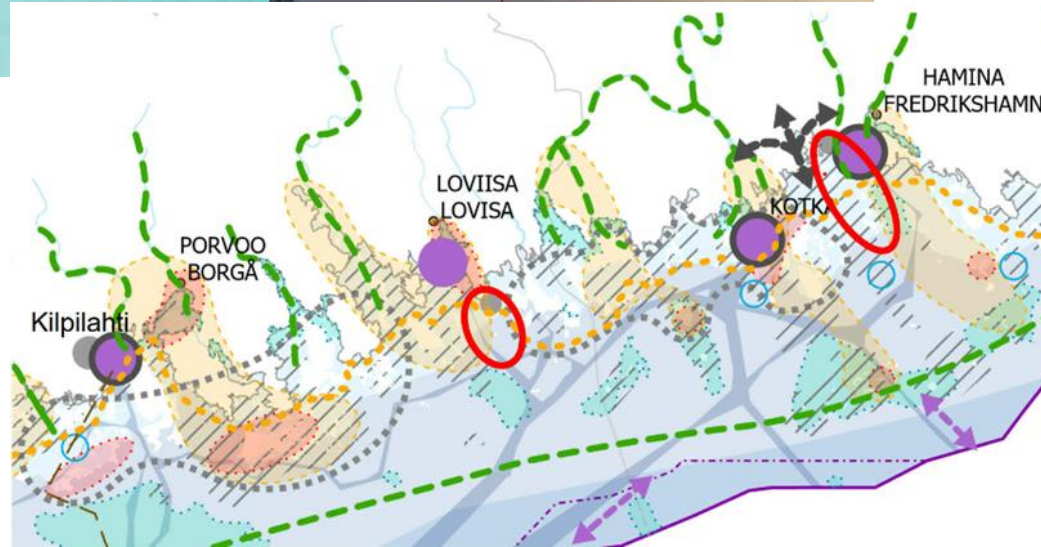 HAMINA
FREDRIKSHAMN
LOVIISA
LOVISA
KOTKA
PORVOO
BORGÅ
Kilpilahti